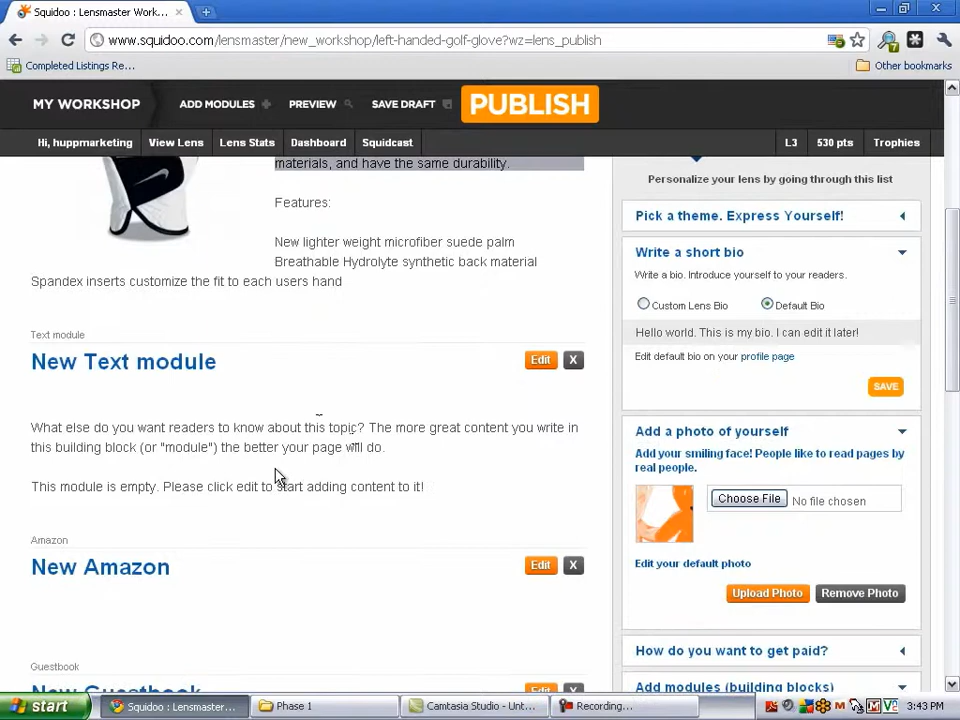 Squidoo : Lensmaster Work...
www.squidoo.com/lensmaster/new_workshop/left-handed-golf-glove?wz=lens_publish
Completed Listings Re...
Other bookmarks
MY WORKSHOP
ADD MODULES
PREVIEW
SAVE DRAFT
PUBLISH
Hi, huppmarketing
View Lens
Lens Stats
Dashboard
Squidcast
L3
530 pts
Trophies
materials, and have the same durability.
Features:
New lighter weight microfiber suede palm
Breathable Hydrolyte synthetic back material
Spandex inserts customize the fit to each users hand
Text module
New Text module
Edit
X
What else do you want readers to know about this topic? The more great content you write in
this building block (or "module") the better your page will do.
This module is empty. Please click edit to start adding content to it!
Amazon
New Amazon
Edit
X
Guestbook
New Guestbook
Edit
X
Personalize your lens by going through this list
Pick a theme. Express Yourself!
Write a short bio
Write a bio. Introduce yourself to your readers.
Custom Lens Bio
Default Bio
Hello world. This is my bio. I can edit it later!
Edit default bio on your profile page
SAVE
Add a photo of yourself
Add your smiling face! People like to read pages by
real people.
Choose File
No file chosen
Edit your default photo
Upload Photo
Remove Photo
How do you want to get paid?
Add modules (building blocks)
start
Squidoo : Lensmaster...
Phase 1
Camtasia Studio - Unt...
Recording...
3:43 PM